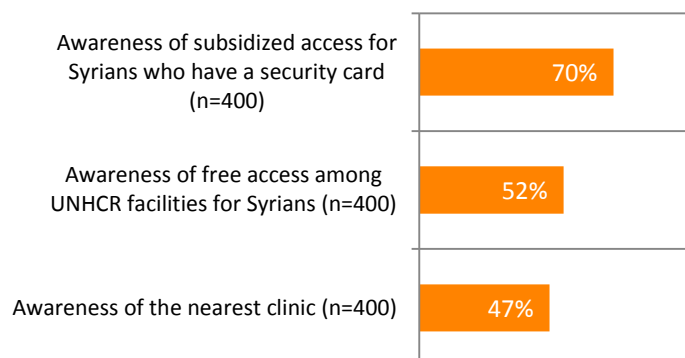 Awareness of subsidized access for
Syrians who have a security card
(n=400)
70%
Awareness of free access among
UNHCR facilities for Syrians (n=400)
52%
Awareness of the nearest clinic (n=400)
47%